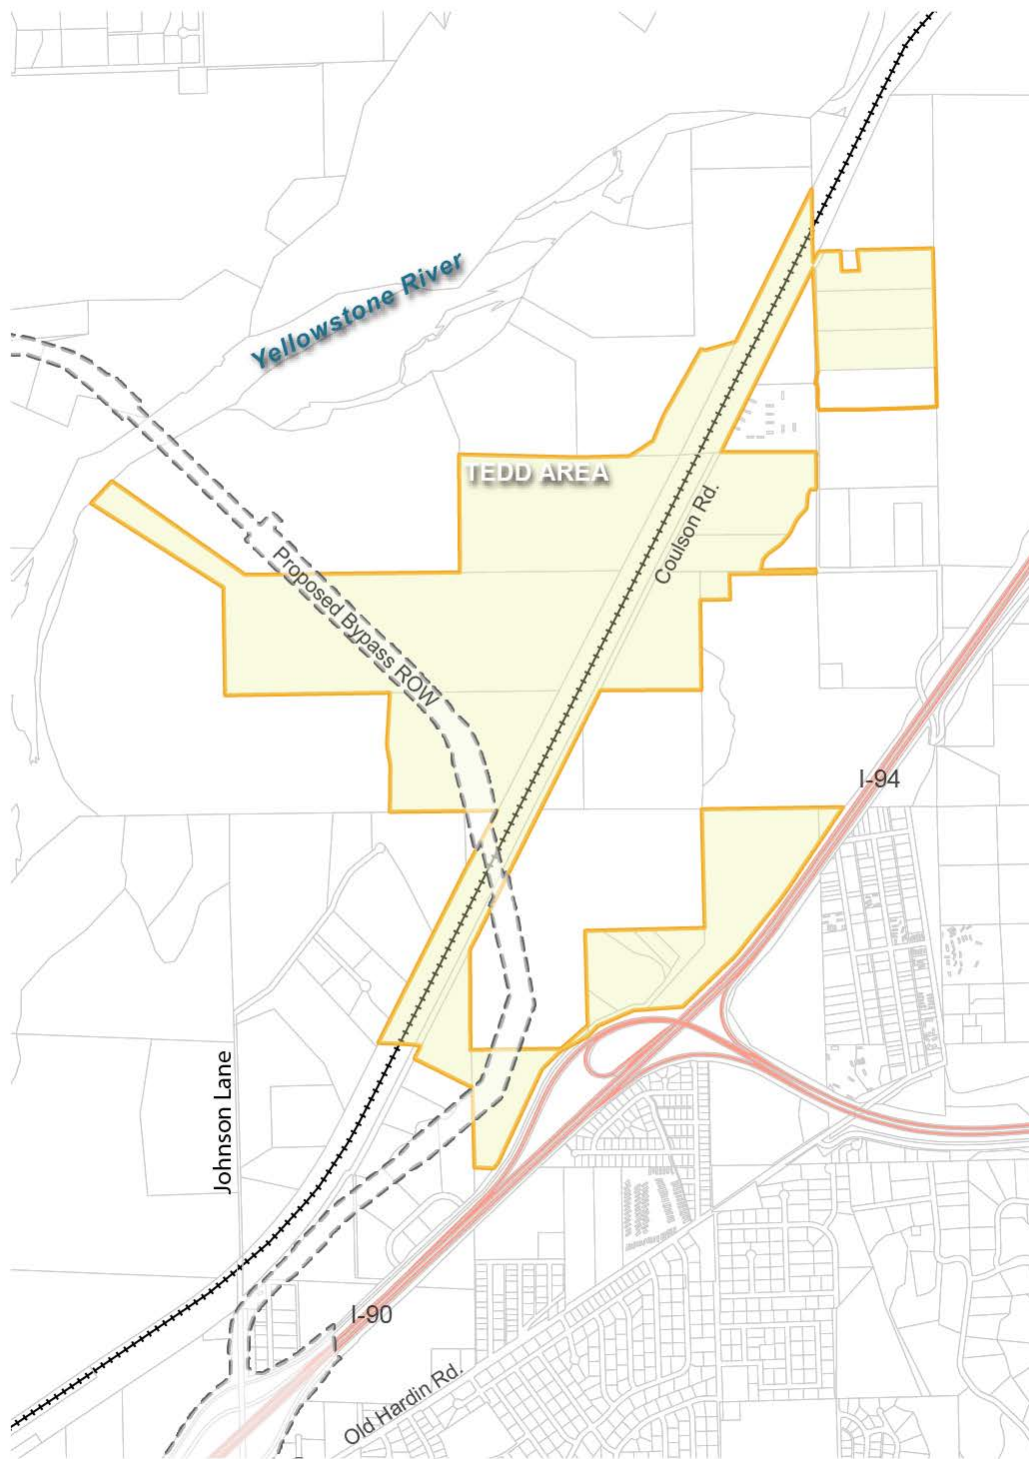 Yellowstone River
TEDD AREA
Coulson Rd.
Proposed Bypass ROW
I-94
Johnson Lane
I-90
Old Hardin Rd.